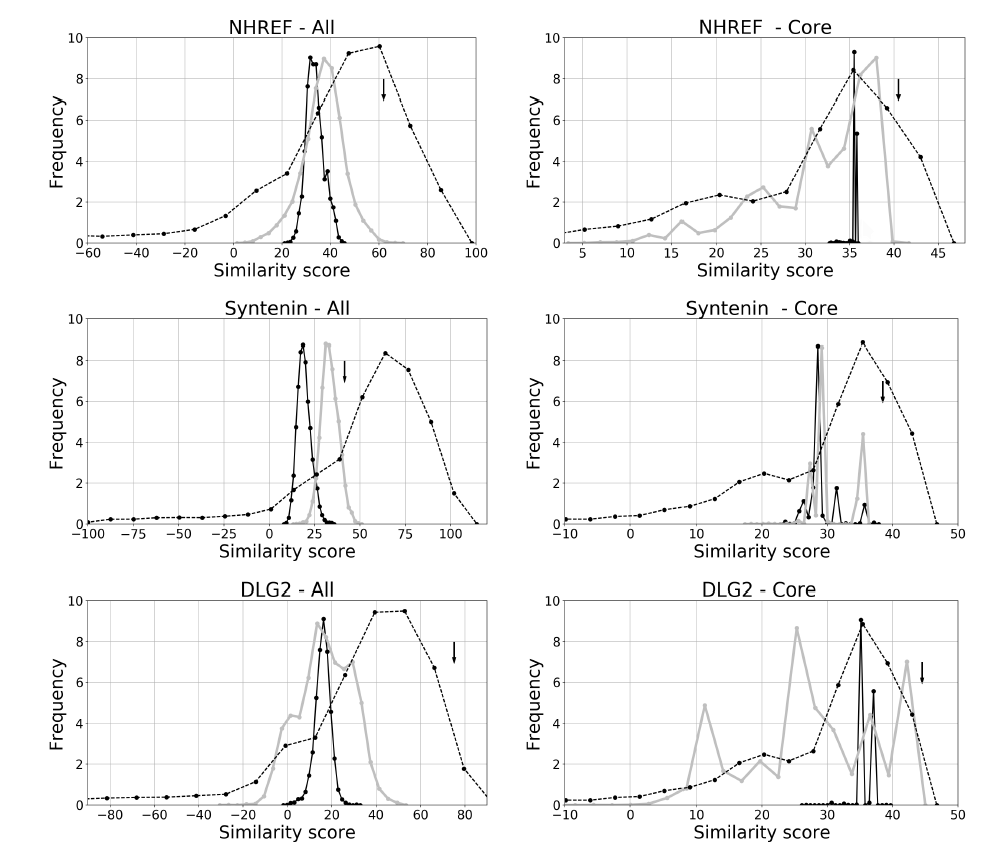 NHREF - All
NHREF - Core
Frequency
10
8
6
4
2
0
−60 −40 −20 0 20 40 60 80 100
Similarity score
Frequency
10
8
6
4
2
0
5 10 15 20 25 30 35 40 45
Similarity score
Syntenin - All
Syntenin - Core
Frequency
10
8
6
4
2
0
−100 −75 −50 −25 0 25 50 75 100
Similarity score
Frequency
10
8
6
4
2
0
−10 0 10 20 30 40 50
Similarity score
DLG2 - All
DLG2 - Core
Frequency
10
8
6
4
2
0
−80 −60 −40 −20 0 20 40 60 80
Similarity score
Frequency
10
8
6
4
2
0
−10 0 10 20 30 40 50
Similarity score